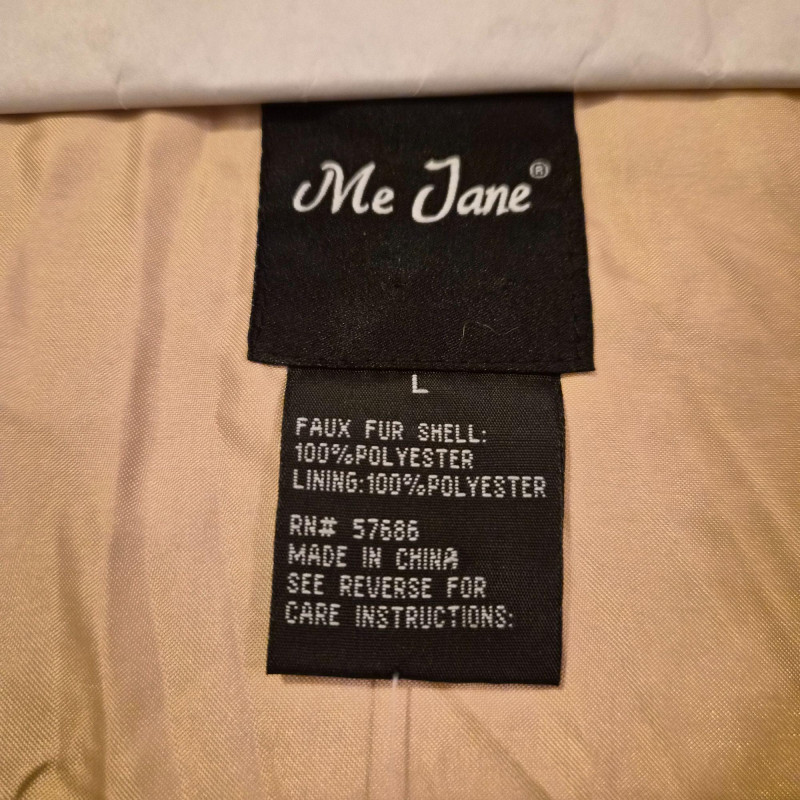 Me Jane®
L
FAUX FUR SHELL:
100%POLYESTER
LINING:100%POLYESTER
RN# 57686
MADE IN CHINA
SEE REVERSE FOR
CARE INSTRUCTIONS: